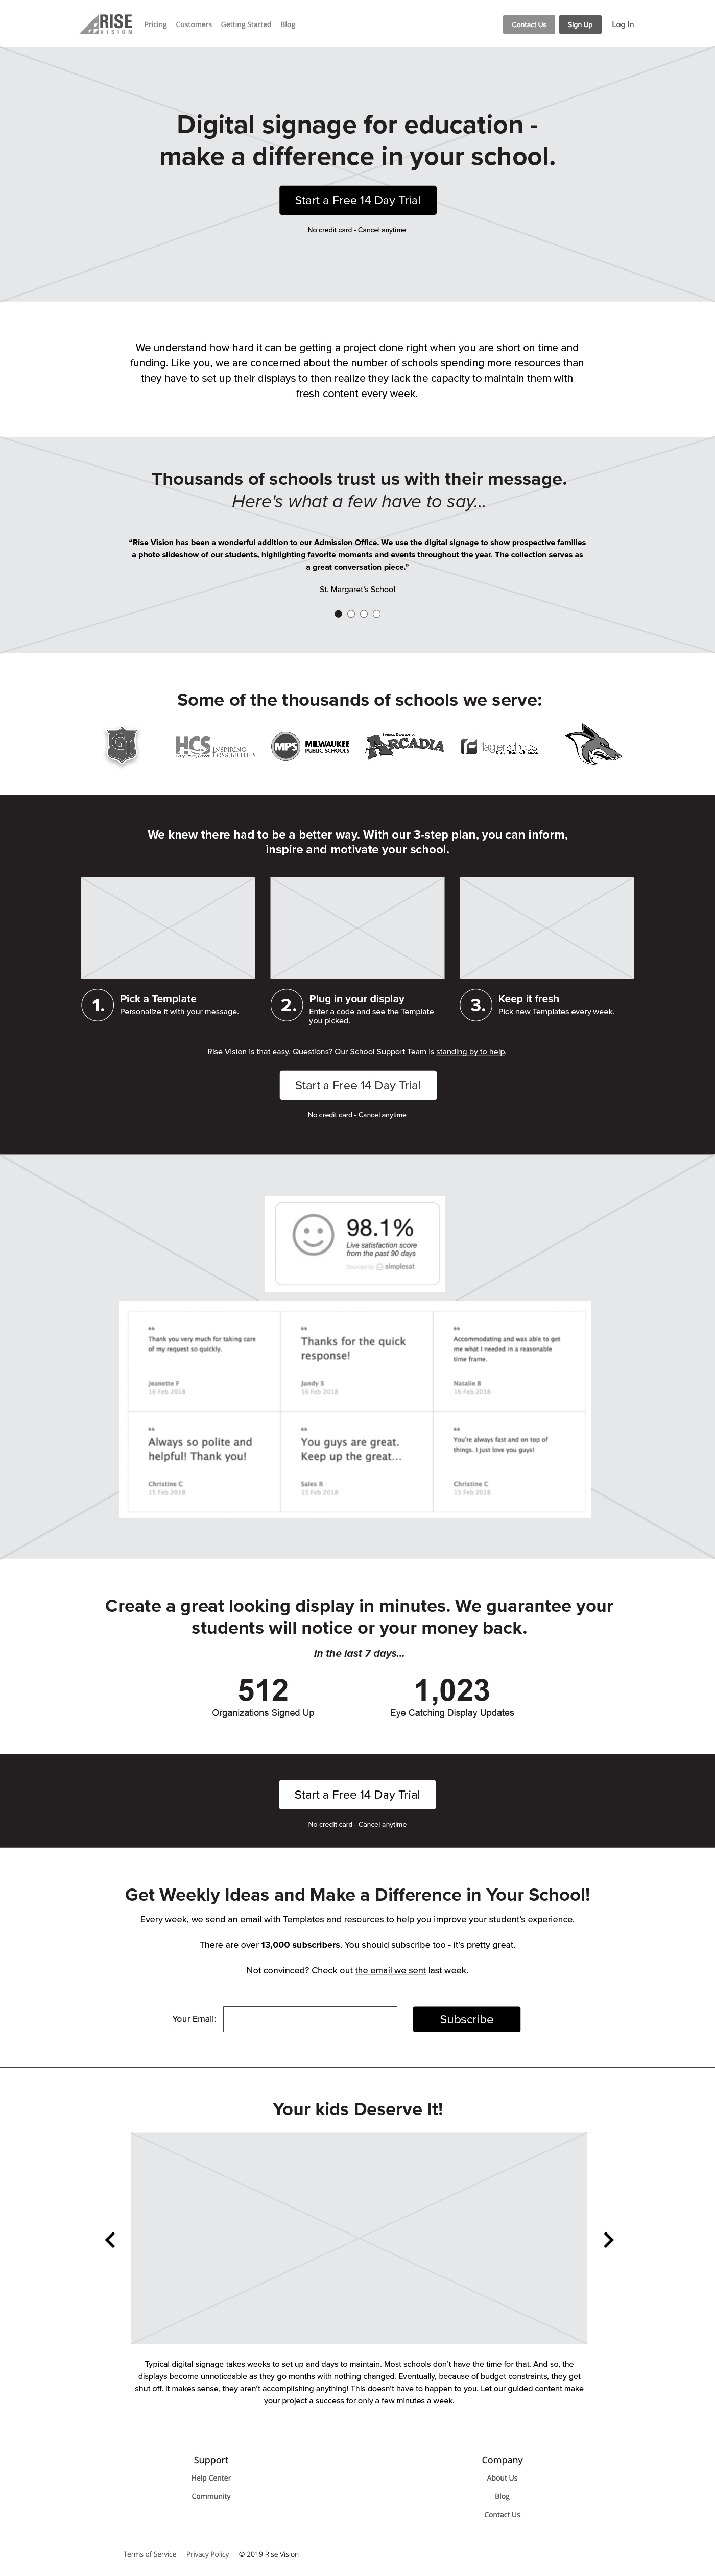 RISE
VISION
Pricing Customers Getting Started Blog
Contact Us Sign Up Log In
Digital signage for education -
make a difference in your school.
Start a Free 14 Day Trial
No credit card - Cancel anytime
We understand how hard it can be getting a project done right when you are short on time and
funding. Like you, we are concerned about the number of schools spending more resources than
they have to set up their displays to then realize they lack the capacity to maintain them with
fresh content every week.
Thousands of schools trust us with their message.
Here's what a few have to say...
“Rise Vision has been a wonderful addition to our Admission Office. We use the digital signage to show prospective families
a photo slideshow of our students, highlighting favorite moments and events throughout the year. The collection serves as
a great conversation piece.”
St. Margaret’s School
Some of the thousands of schools we serve:
HCS INSPIRING
POSSIBILITIES
MPS MILWAUKEE
PUBLIC SCHOOLS
ARCADIA
flaglerschools
We knew there had to be a better way. With our 3-step plan, you can inform,
inspire and motivate your school.
1. Pick a Template
Personalize it with your message.
2. Plug in your display
Enter a code and see the Template
you picked.
3. Keep it fresh
Pick new Templates every week.
Rise Vision is that easy. Questions? Our School Support Team is standing by to help.
Start a Free 14 Day Trial
No credit card - Cancel anytime
98.1%
Live satisfaction score
from the past 90 days
Sourced by simplesat
Thank you very much for taking care
of my request so quickly.
Jeanette F
16 Feb 2018
Thanks for the quick
response!
Jandy S
16 Feb 2018
Accommodating and was able to get
me what I needed in a reasonable
time frame.
Natalie B
16 Feb 2018
Always so polite and
helpful! Thank you!
Christine C
15 Feb 2018
You guys are great.
Keep up the great...
Sales R
15 Feb 2018
You're always fast and on top of
things. I just love you guys!
Christine C
15 Feb 2018
Create a great looking display in minutes. We guarantee your
students will notice or your money back.
In the last 7 days...
512
Organizations Signed Up
1,023
Eye Catching Display Updates
Start a Free 14 Day Trial
No credit card - Cancel anytime
Get Weekly Ideas and Make a Difference in Your School!
Every week, we send an email with Templates and resources to help you improve your student’s experience.
There are over 13,000 subscribers. You should subscribe too - it’s pretty great.
Not convinced? Check out the email we sent last week.
Your Email: Subscribe
Your kids Deserve It!
Typical digital signage takes weeks to set up and days to maintain. Most schools don’t have the time for that. And so, the
displays become unnoticeable as they go months with nothing changed. Eventually, because of budget constraints, they get
shut off. It makes sense, they aren’t accomplishing anything! This doesn’t have to happen to you. Let our guided content make
your project a success for only a few minutes a week.
Support
Help Center
Community
Company
About Us
Blog
Contact Us
Terms of Service Privacy Policy © 2019 Rise Vision